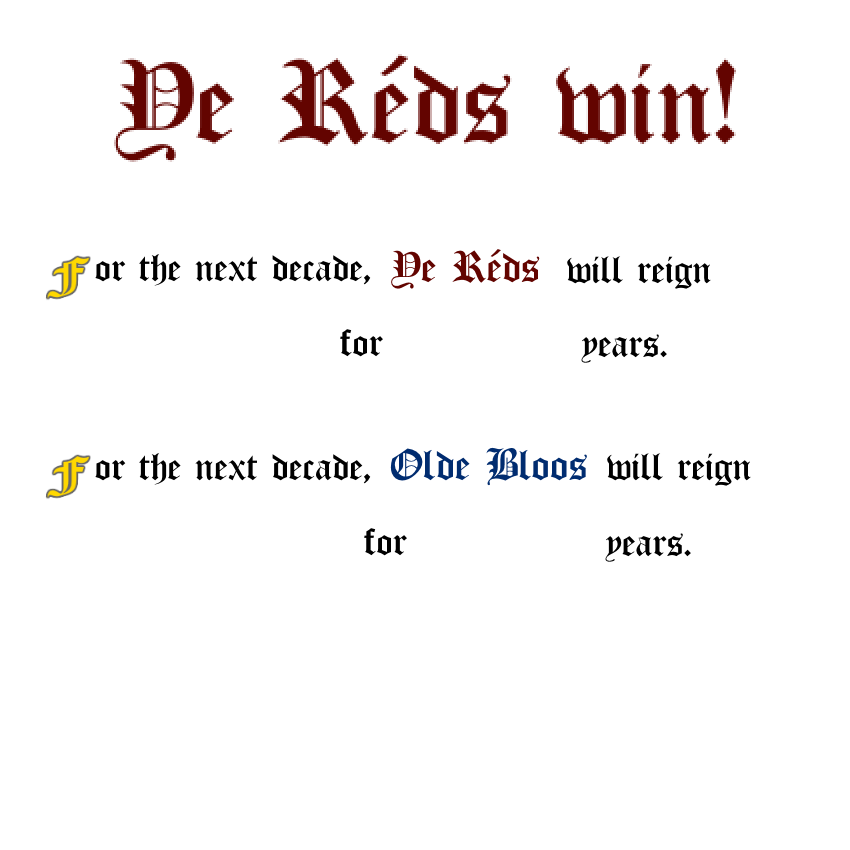 Ye Réds win!
For the next decade, Ye Réds will reign
for years.
For the next decade, Olde Bloos will reign
for years.